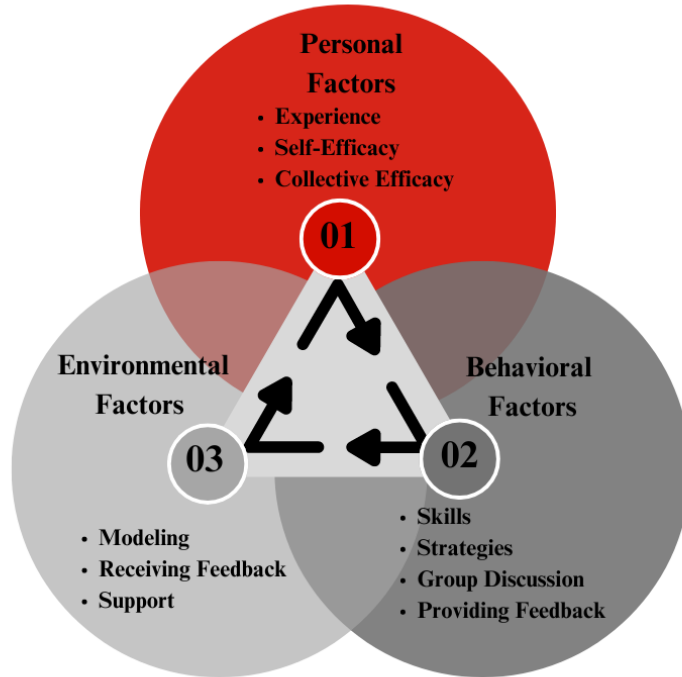 Personal
Factors
• Experience
• Self-Efficacy
• Collective Efficacy
01
Environmental
Factors
03
• Modeling
• Receiving Feedback
• Support
Behavioral
Factors
02
• Skills
• Strategies
• Group Discussion
• Providing Feedback